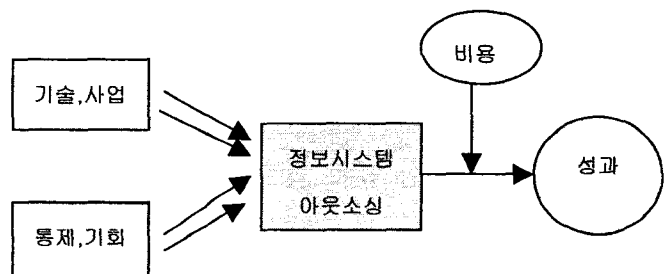 비용
기술,사업
정보시스템
아웃소싱
성과
통제,기회